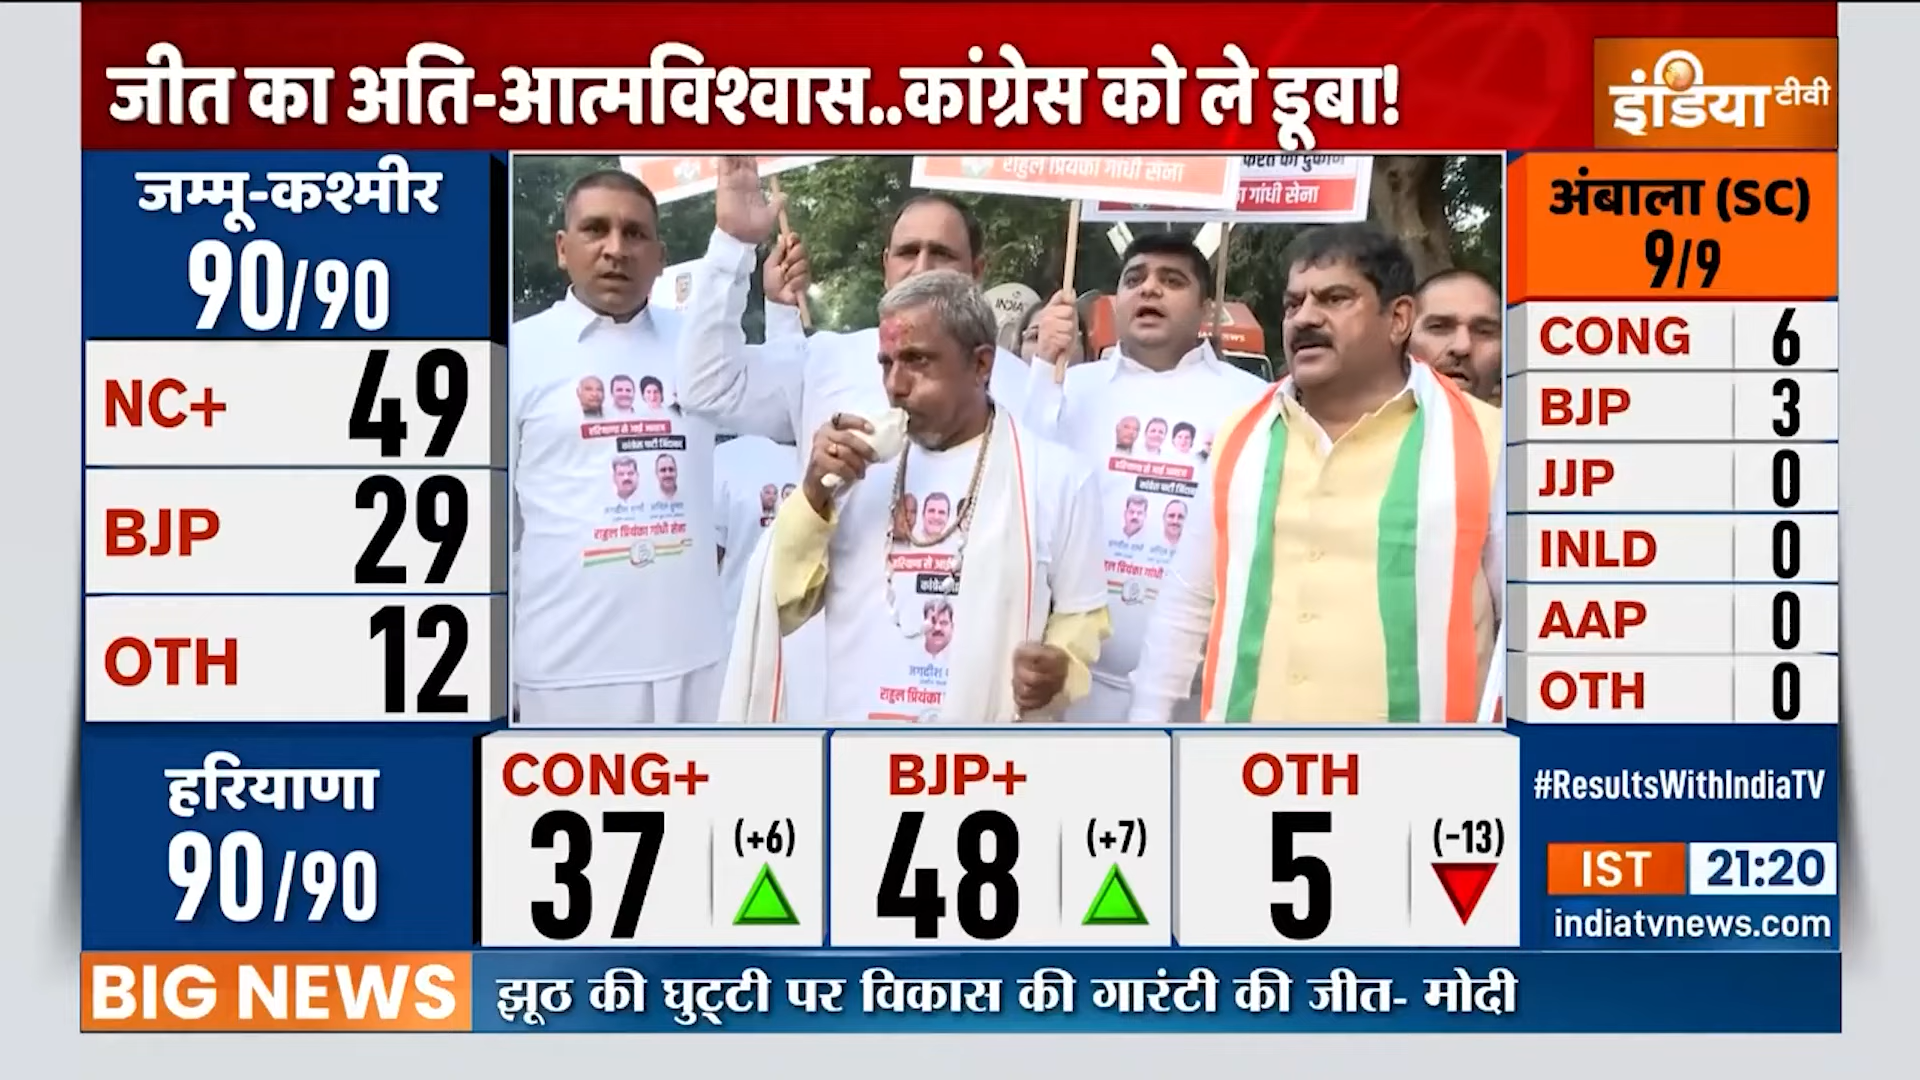 जीत का अति-आत्मविश्वास..कांग्रेस को ले डूबा!
इंडिया टीवी
जम्मू-कश्मीर
90/90
NC+ 49
BJP 29
OTH 12
राहुल प्रियंका गांधी सेना
गांधी सेना
INDIA
राहुल प्रियंका गांधी सेना
जगदीश
राहुल प्रियंका
अंबाला (SC)
9/9
CONG 6
BJP 3
JJP 0
INLD 0
AAP 0
OTH 0
हरियाणा
90/90
CONG+
37 (+6)
BJP+
48 (+7)
OTH
5 (-13)
#ResultsWithIndiaTV
IST 21:20
indiatvnews.com
BIG NEWS
झूठ की घुट्टी पर विकास की गारंटी की जीत- मोदी